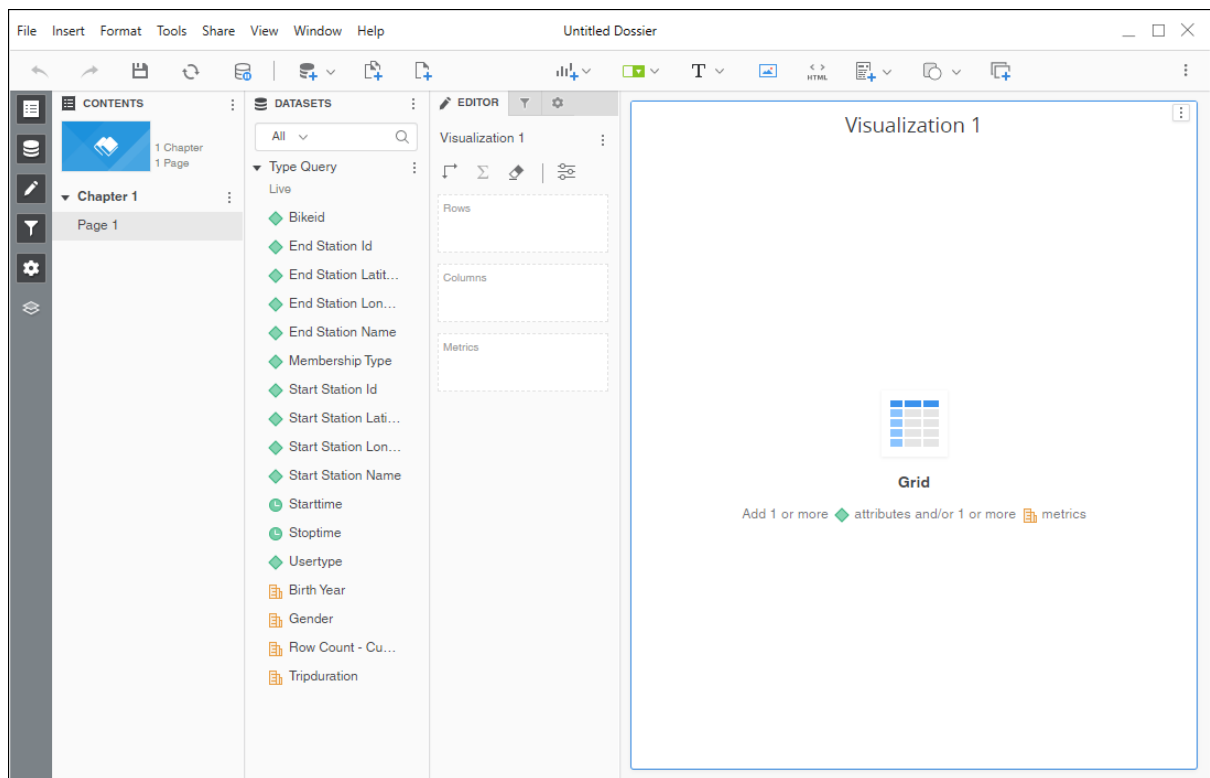 File Insert Format Tools Share View Window Help
Untitled Dossier
T
< >
HTML
CONTENTS
1 Chapter
1 Page
Chapter 1
Page 1
DATASETS
All
Type Query
Live
Bikeid
End Station Id
End Station Latit...
End Station Lon...
End Station Name
Membership Type
Start Station Id
Start Station Lati...
Start Station Lon...
Start Station Name
Starttime
Stoptime
Usertype
Birth Year
Gender
Row Count - Cu...
Tripduration
EDITOR
Visualization 1
Σ
Rows
Columns
Metrics
Visualization 1
Grid
Add 1 or more attributes and/or 1 or more metrics